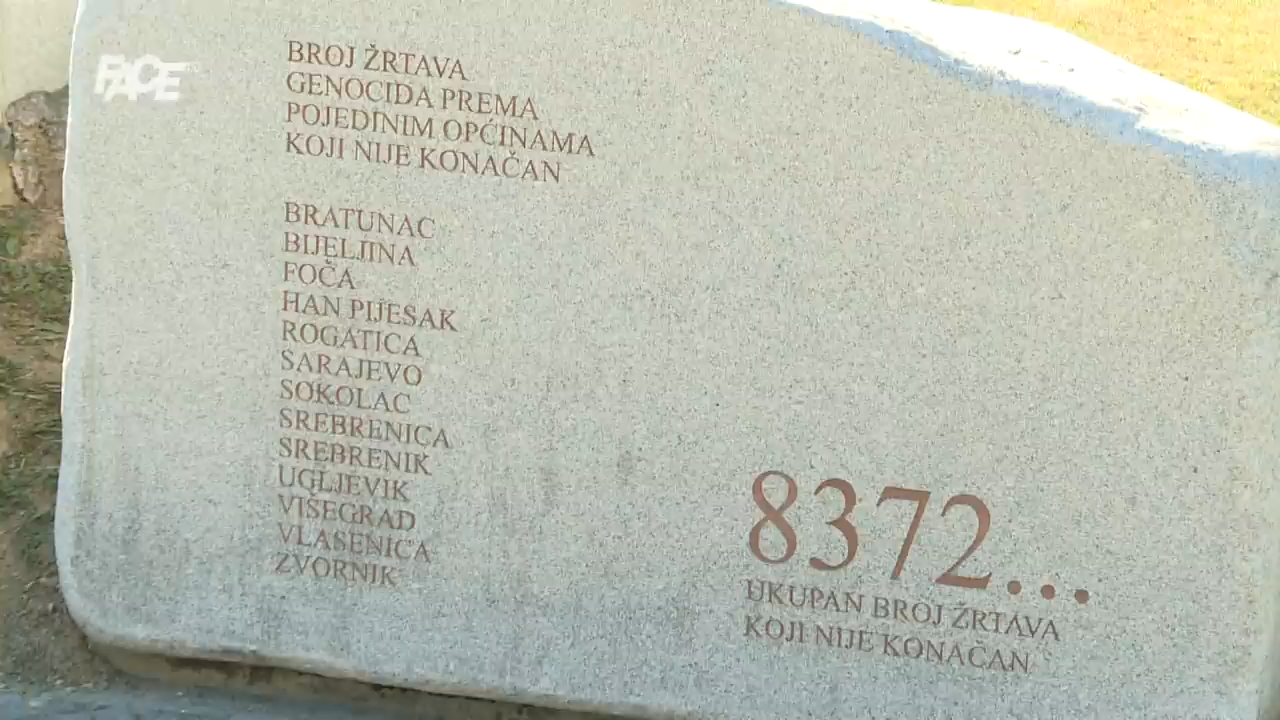 FACE
BROJ ŽRTAVA
GENOCIDA PREMA
POJEDINIM OPĆINAMA
KOJI NIJE KONAČAN
BRATUNAC
BIJELJINA
FOČA
HAN PIJESAK
ROGATICA
SARAJEVO
SOKOLAC
SREBRENICA
SREBRENIK
UGLJEVIK
VIŠEGRAD
VLASENICA
ZVORNIK
8372...
UKUPAN BROJ ŽRTAVA
KOJI NIJE KONAČAN